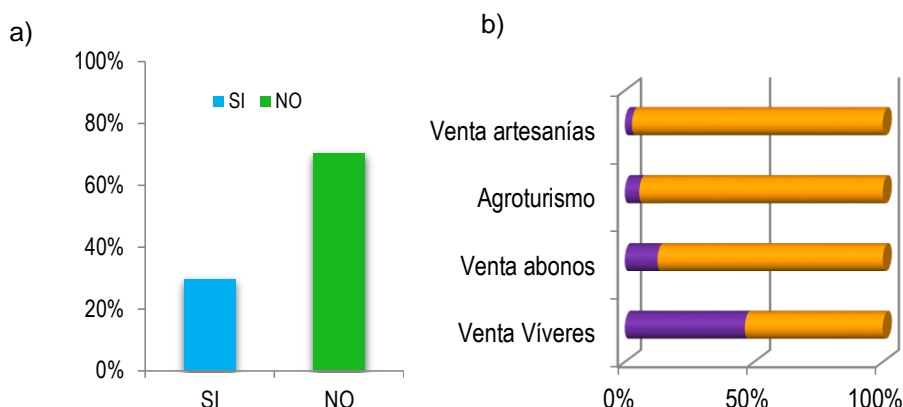 a)
100%
80%
60%
40%
20%
0%
SI NO
SI NO
b)
Venta artesanías
Agroturismo
Venta abonos
Venta Víveres
0% 50% 100%